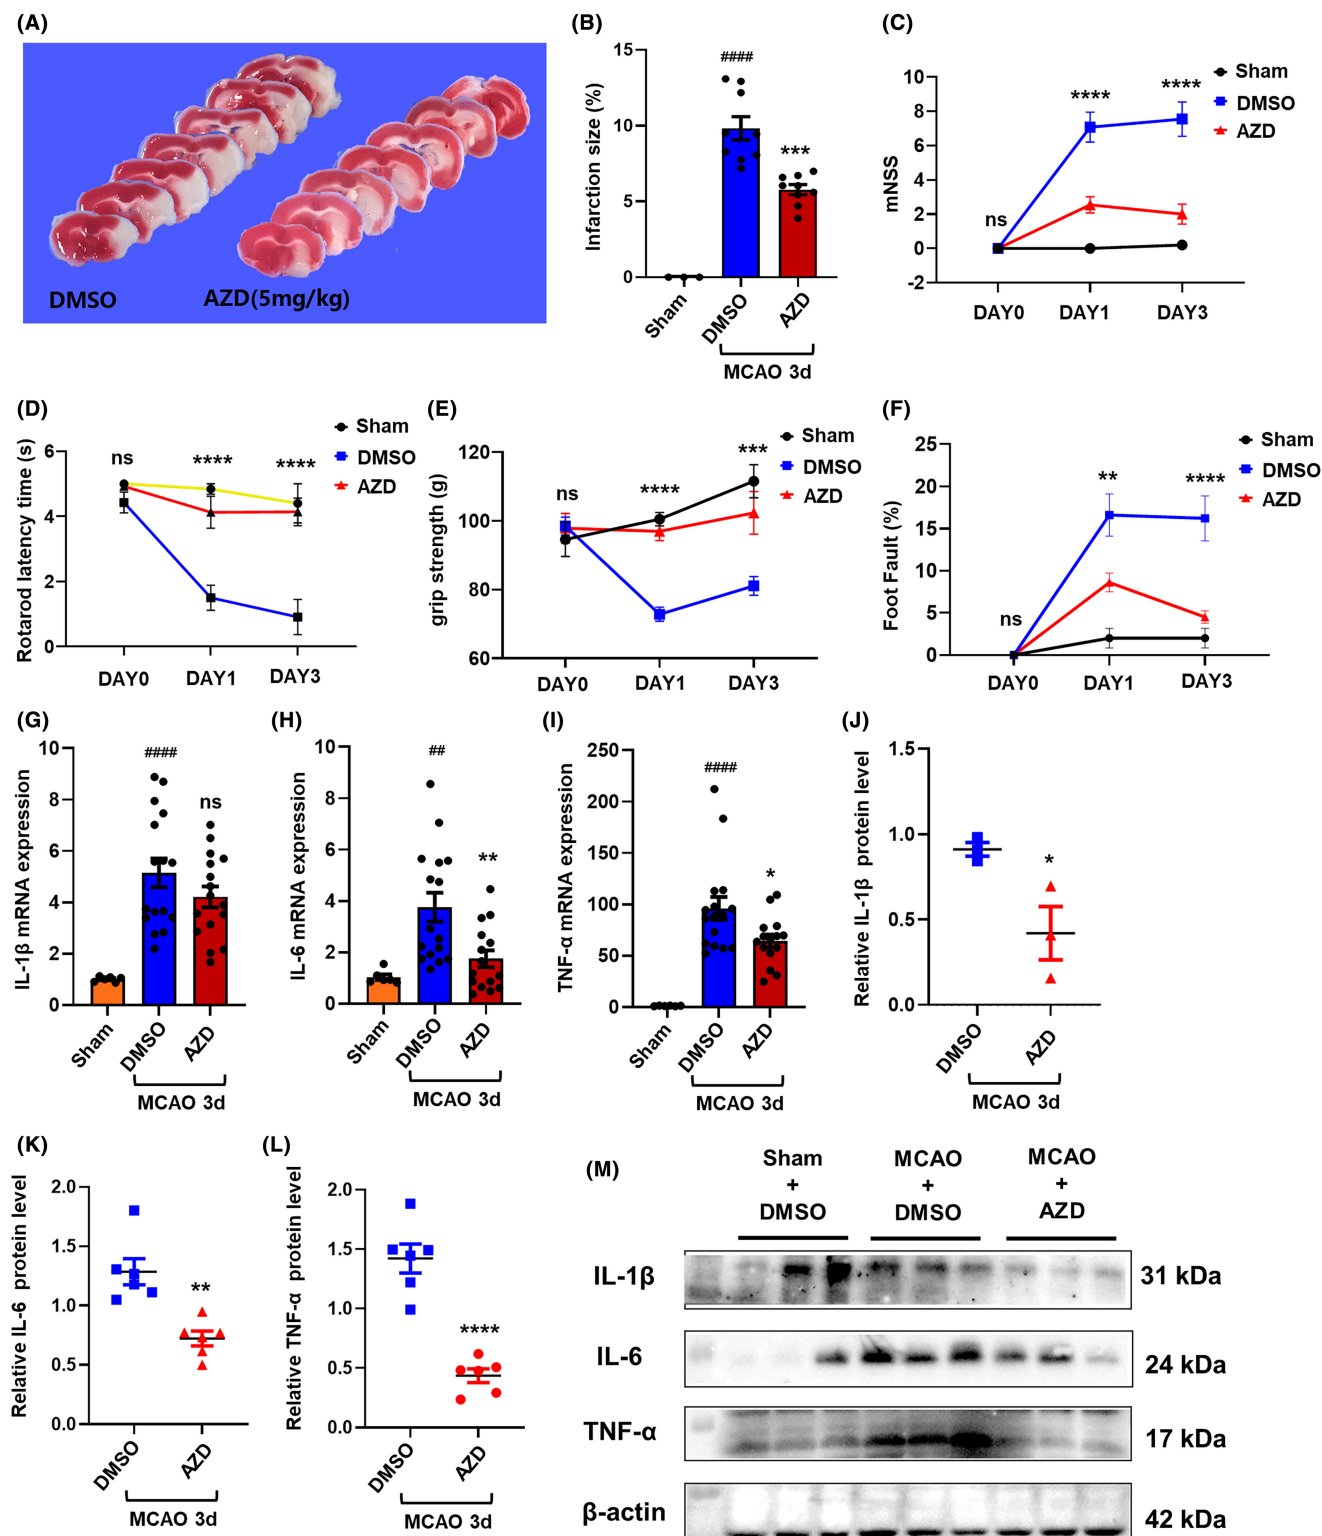 (A)
DMSO
AZD(5mg/kg)
(B)
Infarction size (%)
15
10
5
0
####
***
Sham
DMSO
AZD
MCAO 3d
(C)
mNSS
10
8
6
4
2
0
-2
ns
****
****
DAY0
DAY1
DAY3
Sham
DMSO
AZD
(D)
Rotarod latency time (s)
6
4
2
0
ns
****
****
DAY0
DAY1
DAY3
Sham
DMSO
AZD
(E)
grip strength (g)
120
100
80
60
ns
****
***
DAY0
DAY1
DAY3
Sham
DMSO
AZD
(F)
Foot Fault (%)
25
20
15
10
5
0
ns
**
****
DAY0
DAY1
DAY3
Sham
DMSO
AZD
(G)
IL-1β mRNA expression
10
8
6
4
2
0
####
ns
Sham
DMSO
AZD
MCAO 3d
(H)
IL-6 mRNA expression
10
8
6
4
2
0
##
**
Sham
DMSO
AZD
MCAO 3d
(I)
TNF-α mRNA expression
250
200
150
100
50
0
####
*
Sham
DMSO
AZD
MCAO 3d
(J)
Relative IL-1β protein level
1.5
1.0
0.5
0.0
*
DMSO
AZD
MCAO 3d
(K)
Relative IL-6 protein level
2.0
1.5
1.0
0.5
0.0
**
DMSO
AZD
MCAO 3d
(L)
Relative TNF-α protein level
2.0
1.5
1.0
0.5
0.0
****
DMSO
AZD
MCAO 3d
(M)
Sham
+
DMSO
MCAO
+
DMSO
MCAO
+
AZD
IL-1β
31 kDa
IL-6
24 kDa
TNF-α
17 kDa
β-actin
42 kDa